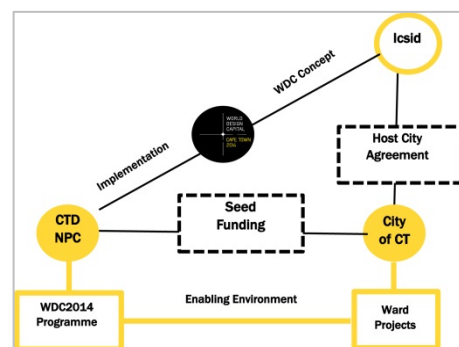 Icsid
WDC Concept
WORLD
DESIGN
CAPITAL
CAPE TOWN
2014
Implementation
Host City
Agreement
CTD
NPC
Seed
Funding
City
of CT
WDC2014
Programme
Enabling Environment
Ward
Projects